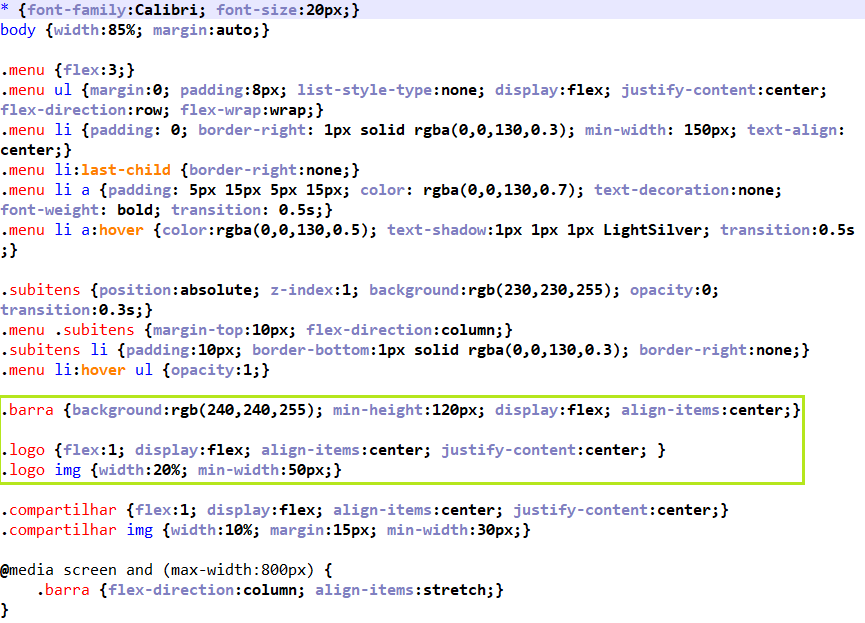 * {font-family:Calibri; font-size:20px;}
body {width:85%; margin:auto;}
.menu {flex:3;}
.menu ul {margin:0; padding:8px; list-style-type:none; display:flex; justify-content:center;
flex-direction:row; flex-wrap:wrap;}
.menu li {padding: 0; border-right: 1px solid rgba(0,0,130,0.3); min-width: 150px; text-align:
center;}
.menu li:last-child {border-right:none;}
.menu li a {padding: 5px 15px 5px 15px; color: rgba(0,0,130,0.7); text-decoration:none;
font-weight: bold; transition: 0.5s;}
.menu li a:hover {color:rgba(0,0,130,0.5); text-shadow:1px 1px 1px LightSilver; transition:0.5s
;}
.subitens {position:absolute; z-index:1; background:rgb(230,230,255); opacity:0;
transition:0.3s;}
.menu .subitens {margin-top:10px; flex-direction:column;}
.subitens li {padding:10px; border-bottom:1px solid rgba(0,0,130,0.3); border-right:none;}
.menu li:hover ul {opacity:1;}
.barra {background:rgb(240,240,255); min-height:120px; display:flex; align-items:center;}
.logo {flex:1; display:flex; align-items:center; justify-content:center; }
.logo img {width:20%; min-width:50px;}
.compartilhar {flex:1; display:flex; align-items:center; justify-content:center;}
.compartilhar img {width:10%; margin:15px; min-width:30px;}
@media screen and (max-width:800px) {
    .barra {flex-direction:column; align-items:stretch;}
}